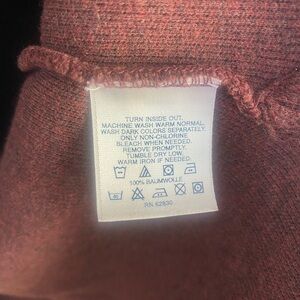 TURN INSIDE OUT.
MACHINE WASH WARM NORMAL.
WASH DARK COLORS SEPARATELY.
ONLY NON-CHLORINE
BLEACH WHEN NEEDED.
REMOVE PROMPTLY.
TUMBLE DRY LOW.
WARM IRON IF NEEDED.
100% BAUMWOLLE
RN 62930